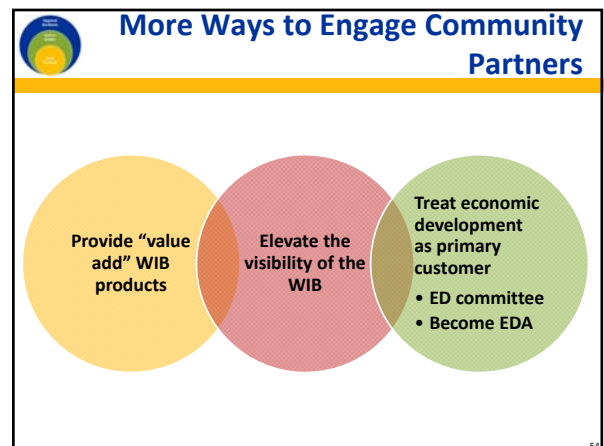 More Ways to Engage Community
Partners
Provide “value
add” WIB
products
Elevate the
visibility of the
WIB
Treat economic
development
as primary
customer
• ED committee
• Become EDA
54